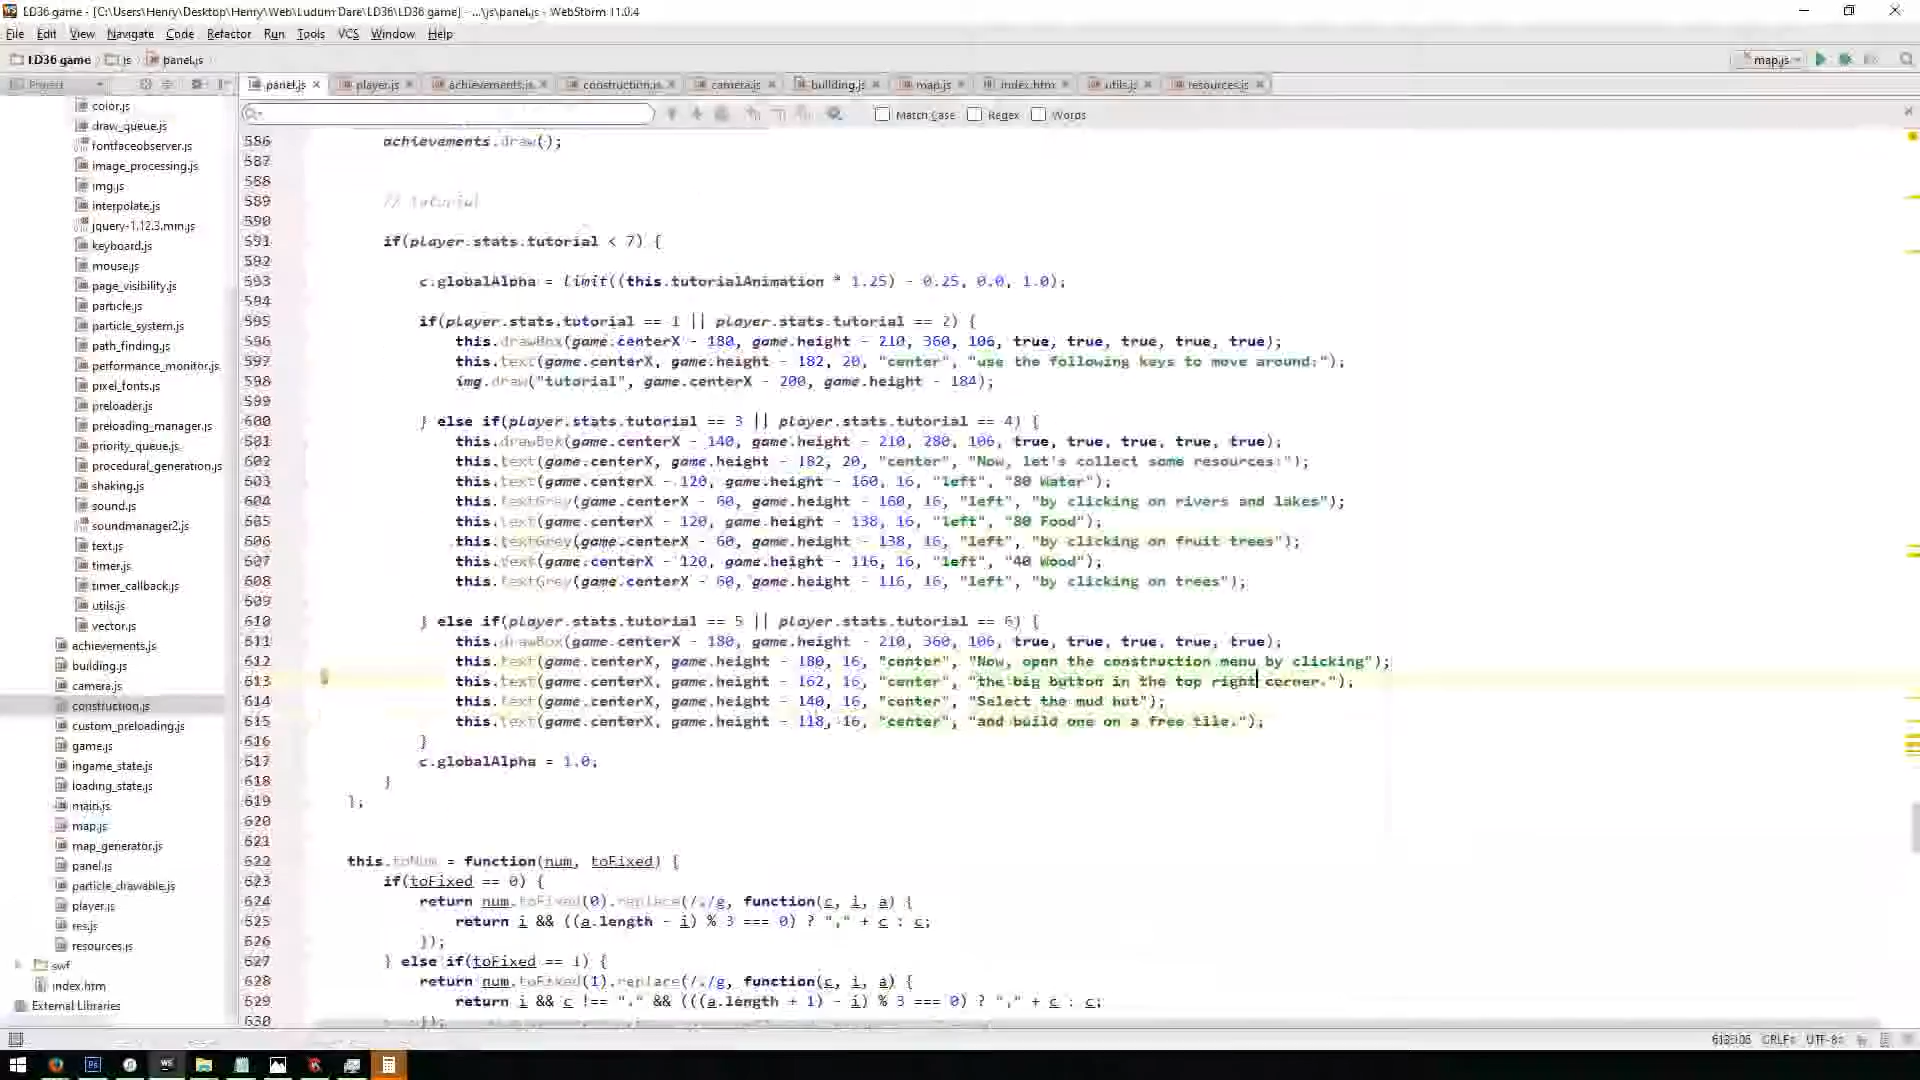 LD36 game - [C:\Users\Henry\Desktop\Henry\Web\Ludum Dare\LD36\LD36 game] - ...\js\panel.js - WebStorm 11.0.4
File Edit View Navigate Code Refactor Run Tools VCS Window Help
LD36 game js panel.js map.js
Project panel.js player.js achievements.js construction.js camera.js building.js map.js index.htm utils.js resources.js
Match Case Regex Words
color.js
draw_queue.js
fontfaceobserver.js
image_processing.js
img.js
interpolate.js
jquery-1.12.3.min.js
keyboard.js
mouse.js
page_visibility.js
particle.js
particle_system.js
path_finding.js
performance_monitor.js
pixel_fonts.js
preloader.js
preloading_manager.js
priority_queue.js
procedural_generation.js
shaking.js
sound.js
soundmanager2.js
text.js
timer.js
timer_callback.js
utils.js
vector.js
achievements.js
building.js
camera.js
construction.js
custom_preloading.js
game.js
ingame_state.js
loading_state.js
main.js
map.js
map_generator.js
panel.js
particle_drawable.js
player.js
res.js
resources.js
swf
index.htm
External Libraries
586 achievements.draw();
587
588
589 // tutorial
590
591 if(player.stats.tutorial < 7) {
592
593 c.globalAlpha = limit((this.tutorialAnimation * 1.25) - 0.25, 0.0, 1.0);
594
595 if(player.stats.tutorial == 1 || player.stats.tutorial == 2) {
596 this.drawBox(game.centerX - 180, game.height - 210, 360, 106, true, true, true, true, true);
597 this.text(game.centerX, game.height - 182, 20, "center", "use the following keys to move around:");
598 img.draw("tutorial", game.centerX - 200, game.height - 184);
599
600 } else if(player.stats.tutorial == 3 || player.stats.tutorial == 4) {
601 this.drawBox(game.centerX - 140, game.height - 210, 280, 106, true, true, true, true, true);
602 this.text(game.centerX, game.height - 182, 20, "center", "Now, let's collect some resources:");
603 this.text(game.centerX - 120, game.height - 160, 16, "left", "80 Water");
604 this.textGrey(game.centerX - 60, game.height - 160, 16, "left", "by clicking on rivers and lakes");
605 this.text(game.centerX - 120, game.height - 138, 16, "left", "80 Food");
606 this.textGrey(game.centerX - 60, game.height - 138, 16, "left", "by clicking on fruit trees");
607 this.text(game.centerX - 120, game.height - 116, 16, "left", "40 Wood");
608 this.textGrey(game.centerX - 60, game.height - 116, 16, "left", "by clicking on trees");
609
610 } else if(player.stats.tutorial == 5 || player.stats.tutorial == 6) {
611 this.drawBox(game.centerX - 180, game.height - 210, 360, 106, true, true, true, true, true);
612 this.text(game.centerX, game.height - 180, 16, "center", "Now, open the construction menu by clicking");
613 this.text(game.centerX, game.height - 162, 16, "center", "the big button in the top right corner.");
614 this.text(game.centerX, game.height - 140, 16, "center", "Select the mud hut");
615 this.text(game.centerX, game.height - 118, 16, "center", "and build one on a free tile.");
616 }
617 c.globalAlpha = 1.0;
618 }
619 };
620
621
622 this.toNum = function(num, toFixed) {
623 if(toFixed == 0) {
624 return num.toFixed(0).replace(/./g, function(c, i, a) {
625 return i && ((a.length - i) % 3 === 0) ? "," + c : c;
626 });
627 } else if(toFixed == 1) {
628 return num.toFixed(1).replace(/./g, function(c, i, a) {
629 return i && c !== "." && (((a.length + 1) - i) % 3 === 0) ? "," + c : c;
630 });
613:106 CRLF: UTF-8: